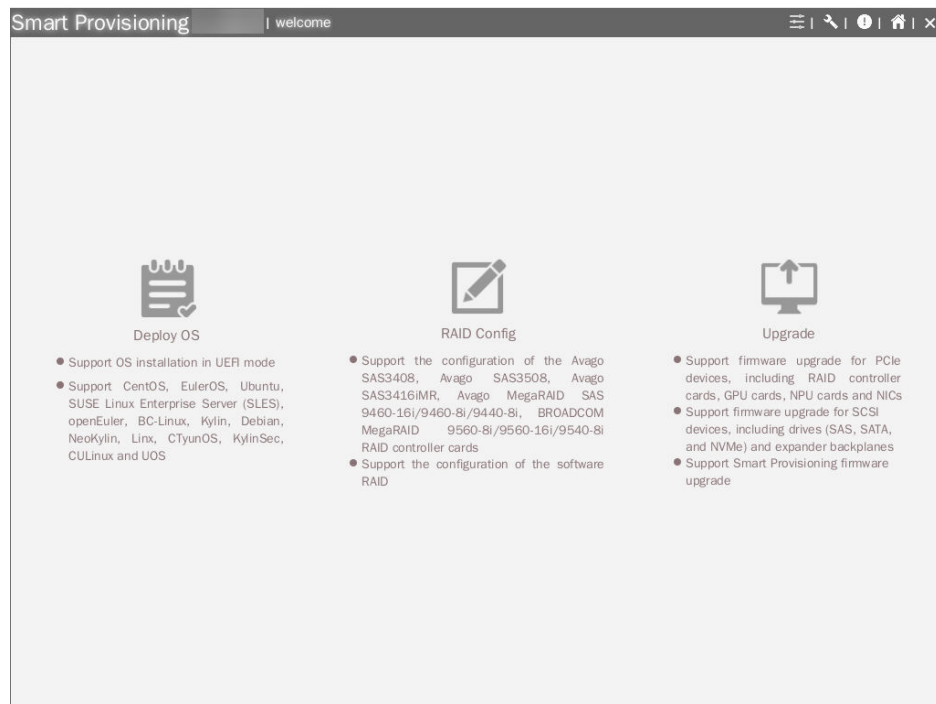 Smart Provisioning | welcome
Deploy OS
Support OS installation in UEFI mode
Support CentOS, EulerOS, Ubuntu,
SUSE Linux Enterprise Server (SLES),
openEuler, BC-Linux, Kylin, Debian,
NeoKylin, Linx, CTyunOS, KylinSec,
CULinux and UOS
RAID Config
Support the configuration of the Avago
SAS3408, Avago SAS3508, Avago
SAS3416iMR, Avago MegaRAID SAS
9460-16i/9460-8i/9440-8i, BROADCOM
MegaRAID 9560-8i/9560-16i/9540-8i
RAID controller cards
Support the configuration of the software
RAID
Upgrade
Support firmware upgrade for PCIe
devices, including RAID controller
cards, GPU cards, NPU cards and NICs
Support firmware upgrade for SCSI
devices, including drives (SAS, SATA,
and NVMe) and expander backplanes
Support Smart Provisioning firmware
upgrade